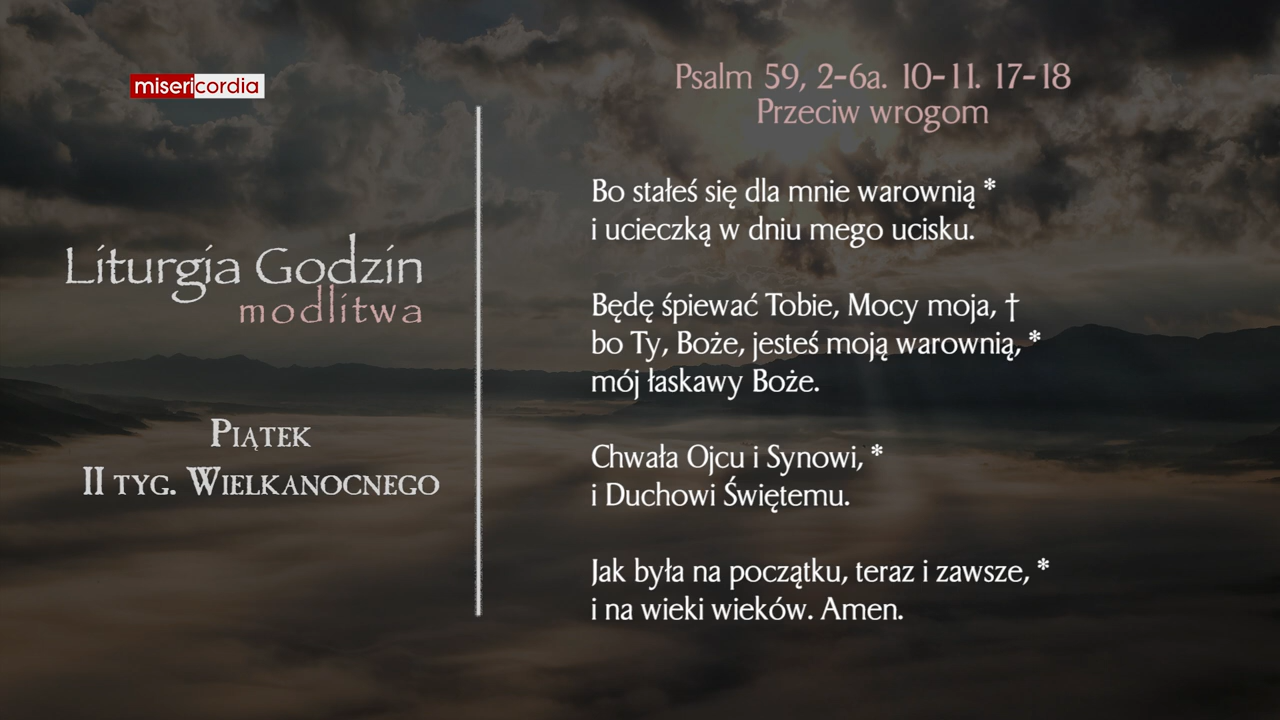 misericordia
Liturgia Godzin
modlitwa
Piątek
II tyg. Wielkanocnego
Psalm 59, 2-6a. 10-11. 17-18
Przeciw wrogom
Bo stałeś się dla mnie warownią *
i ucieczką w dniu mego ucisku.
Będę śpiewać Tobie, Mocy moja, †
bo Ty, Boże, jesteś moją warownią, *
mój łaskawy Boże.
Chwała Ojcu i Synowi, *
i Duchowi Świętemu.
Jak była na początku, teraz i zawsze, *
i na wieki wieków. Amen.